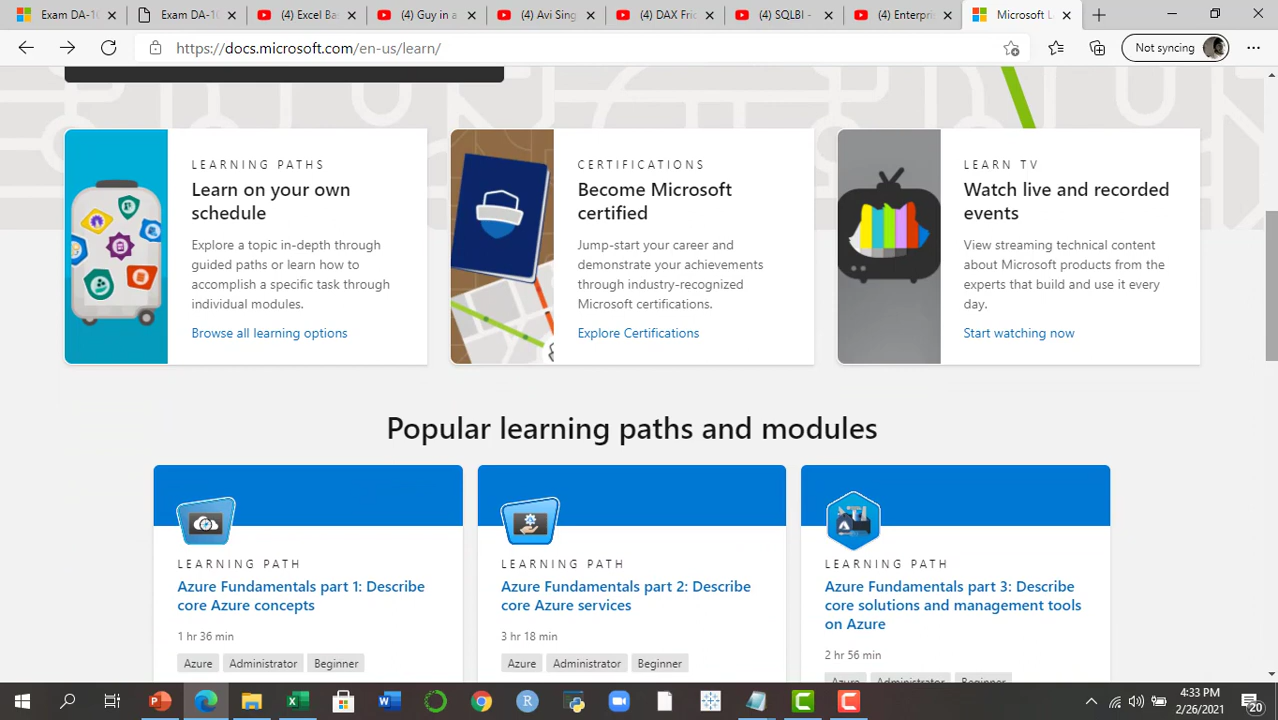 Exam DA-10
Exam DA-10
(4) Excel Bas
(4) Guy in a
(4) Avi Sing
(4) DAX Fric
(4) SQLBI -
(4) Enterpris
Microsoft L
https://docs.microsoft.com/en-us/learn/
Not syncing
LEARNING PATHS
Learn on your own
schedule
Explore a topic in-depth through
guided paths or learn how to
accomplish a specific task through
individual modules.
Browse all learning options
CERTIFICATIONS
Become Microsoft
certified
Jump-start your career and
demonstrate your achievements
through industry-recognized
Microsoft certifications.
Explore Certifications
LEARN TV
Watch live and recorded
events
View streaming technical content
about Microsoft products from the
experts that build and use it every
day.
Start watching now
Popular learning paths and modules
LEARNING PATH
Azure Fundamentals part 1: Describe
core Azure concepts
1 hr 36 min
Azure Administrator Beginner
LEARNING PATH
Azure Fundamentals part 2: Describe
core Azure services
3 hr 18 min
Azure Administrator Beginner
LEARNING PATH
Azure Fundamentals part 3: Describe
core solutions and management tools
on Azure
2 hr 56 min
Azure Administrator Beginner
4:33 PM
2/26/2021
20